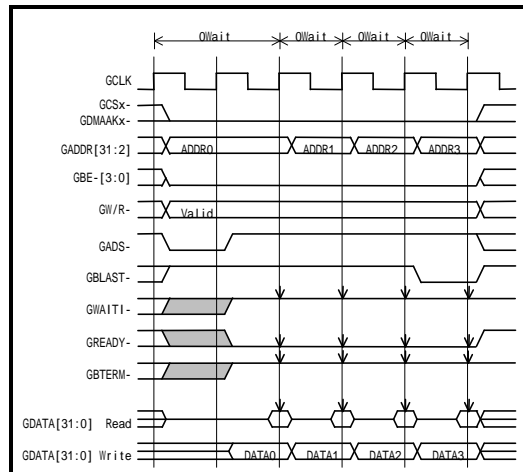 0Wait 0Wait 0Wait 0Wait
GCLK
GCSx-
GDMAAKx-
GADDR[31:2] ADDR0 ADDR1 ADDR2 ADDR3
GBE-[3:0]
GW/R- Valid
GADS-
GBLAST-
GWAITI-
GREADY-
GBTERM-
GDATA[31:0] Read
GDATA[31:0] Write DATA0 DATA1 DATA2 DATA3